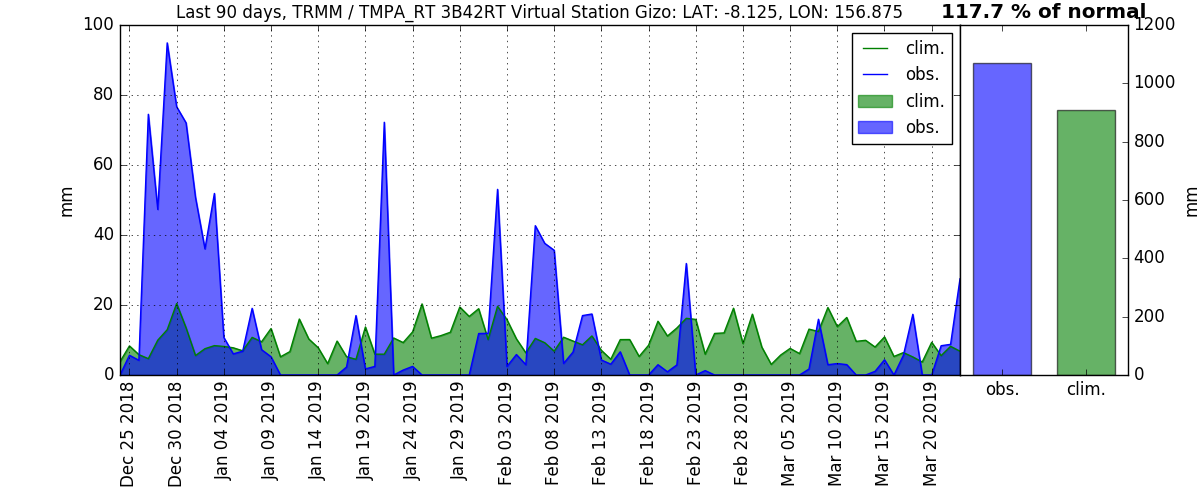 Last 90 days, TRMM / TMPA_RT 3B42RT Virtual Station Gizo: LAT: -8.125, LON: 156.875
117.7 % of normal
100
80
60
40
20
0
mm
clim.
obs.
clim.
obs.
1200
1000
800
600
400
200
0
mm
Dec 25 2018
Dec 30 2018
Jan 04 2019
Jan 09 2019
Jan 14 2019
Jan 19 2019
Jan 24 2019
Jan 29 2019
Feb 03 2019
Feb 08 2019
Feb 13 2019
Feb 18 2019
Feb 23 2019
Feb 28 2019
Mar 05 2019
Mar 10 2019
Mar 15 2019
Mar 20 2019
obs.
clim.